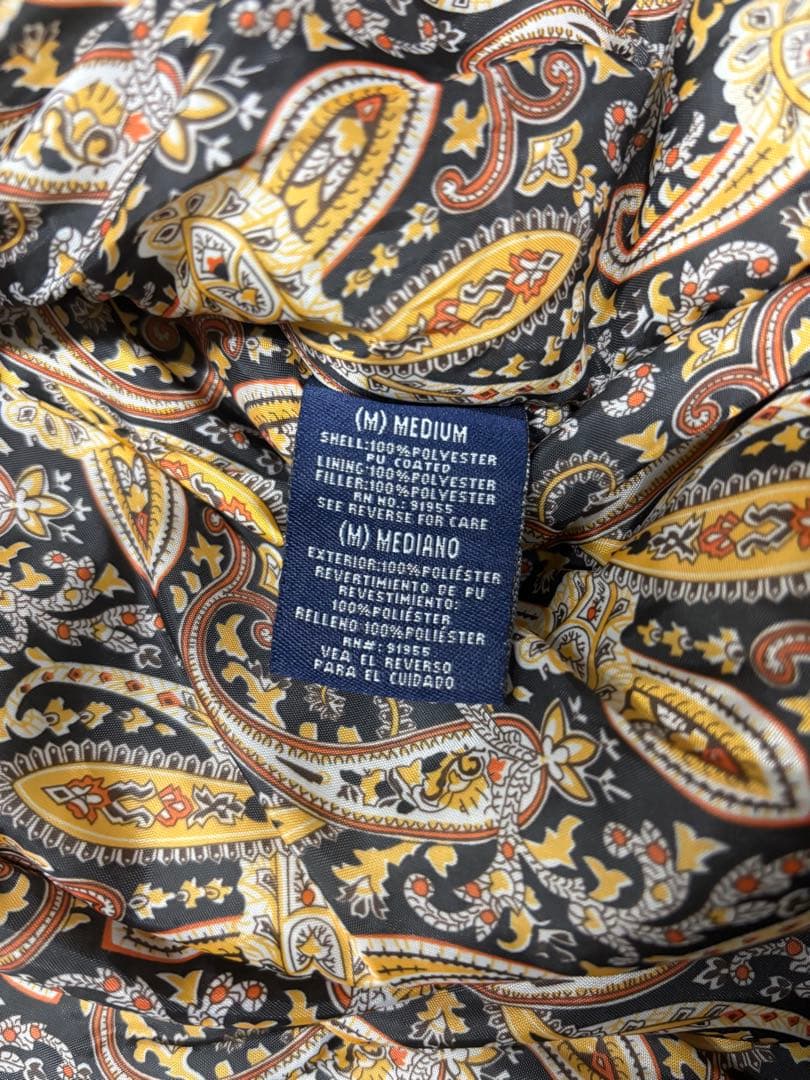 (M) MEDIUM
SHELL:100%POLYESTER
PU COATED
LINING:100%POLYESTER
FILLER:100%POLYESTER
RN NO.: 91955
SEE REVERSE FOR CARE
(M) MEDIANO
EXTERIOR:100%POLIÉSTER
REVERTIMIENTO DE PU
REVESTIMIENTO:
100%POLIÉSTER
RELLENO 100%POLIÉSTER
RN#: 91955
VEA EL REVERSO
PARA EL CUIDADO